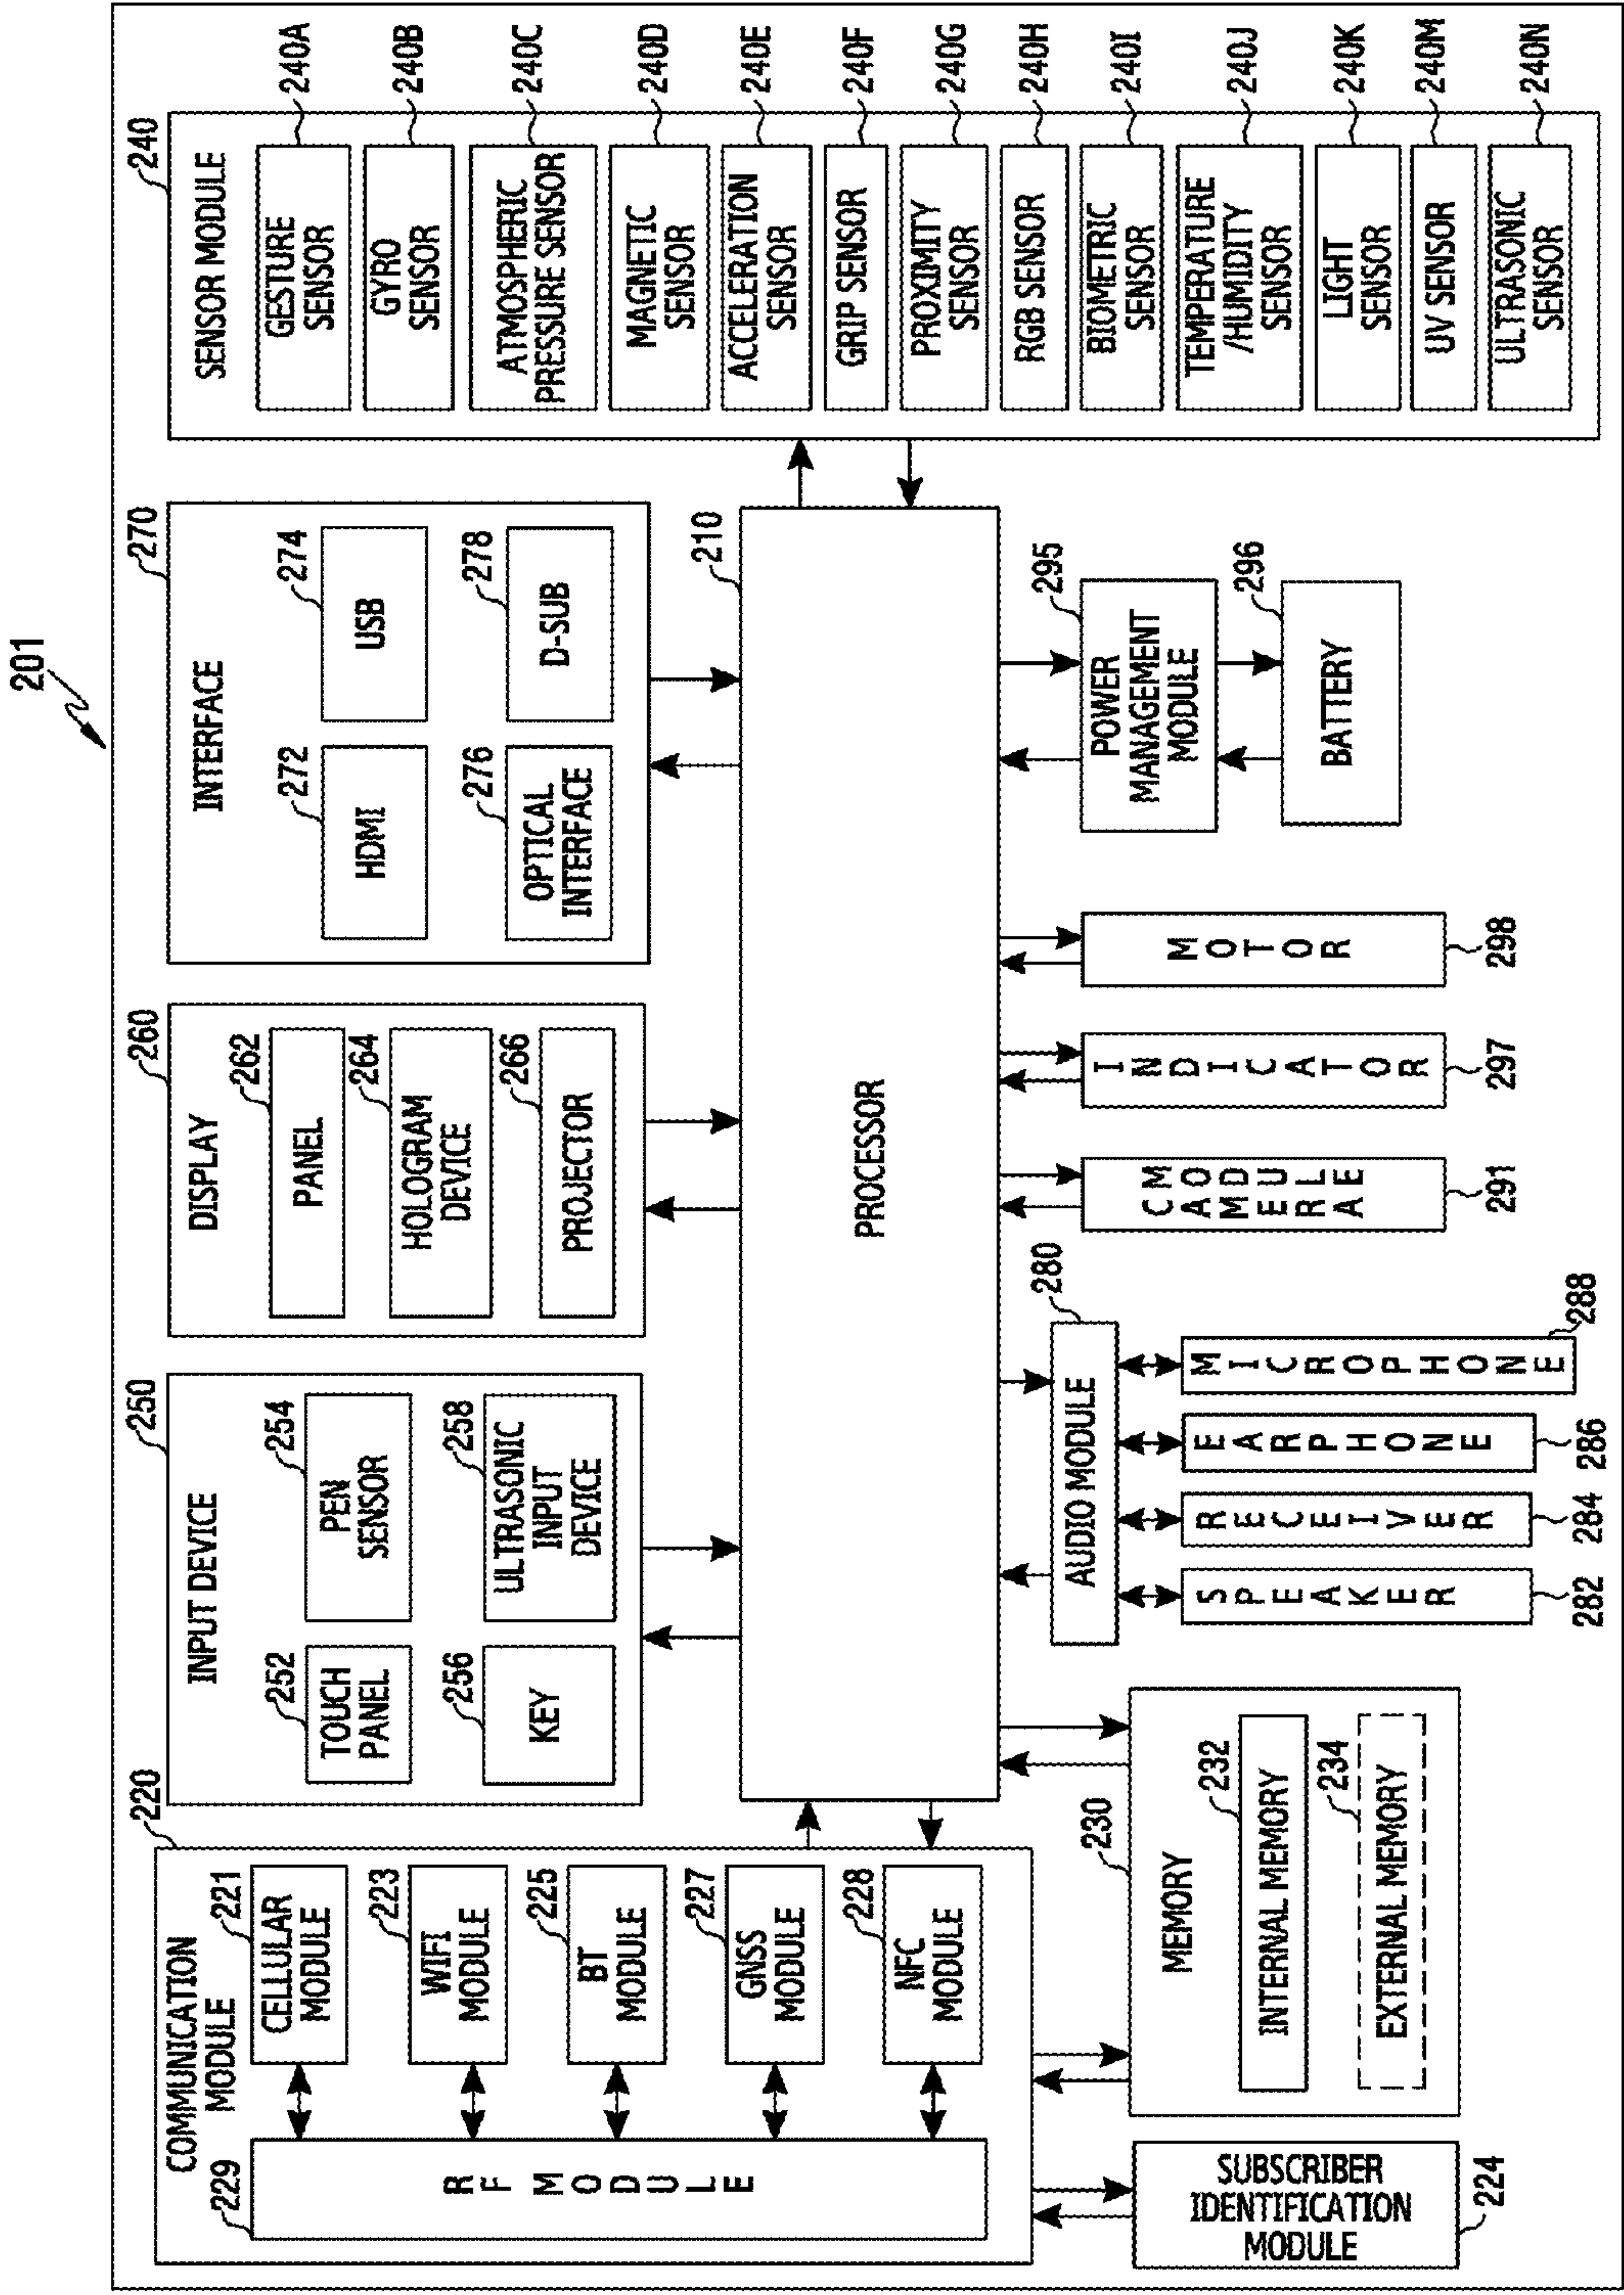 201
220
COMMUNICATION
MODULE
229
RF MODULE
221
CELLULAR
MODULE
223
WIFI
MODULE
225
BT
MODULE
227
GNSS
MODULE
228
NFC
MODULE
250
INPUT DEVICE
252
TOUCH
PANEL
254
PEN
SENSOR
256
KEY
258
ULTRASONIC
INPUT
DEVICE
260
DISPLAY
262
PANEL
264
HOLOGRAM
DEVICE
266
PROJECTOR
270
INTERFACE
272
HDMI
274
USB
276
OPTICAL
INTERFACE
278
D-SUB
240
SENSOR MODULE
GESTURE
SENSOR
240A
GYRO
SENSOR
240B
ATMOSPHERIC
PRESSURE SENSOR
240C
MAGNETIC
SENSOR
240D
ACCELERATION
SENSOR
240E
GRIP SENSOR
240F
PROXIMITY
SENSOR
240G
RGB SENSOR
240H
BIOMETRIC
SENSOR
240I
TEMPERATURE
/HUMIDITY
SENSOR
240J
LIGHT
SENSOR
240K
UV SENSOR
240M
ULTRASONIC
SENSOR
240N
210
PROCESSOR
SUBSCRIBER
IDENTIFICATION
MODULE
224
230
MEMORY
232
INTERNAL MEMORY
234
EXTERNAL MEMORY
280
AUDIO MODULE
SPEAKER
282
RECEIVER
284
EARPHONE
286
MICROPHONE
288
CAMERA
MODULE
291
INDICATOR
297
MOTOR
298
295
POWER
MANAGEMENT
MODULE
296
BATTERY